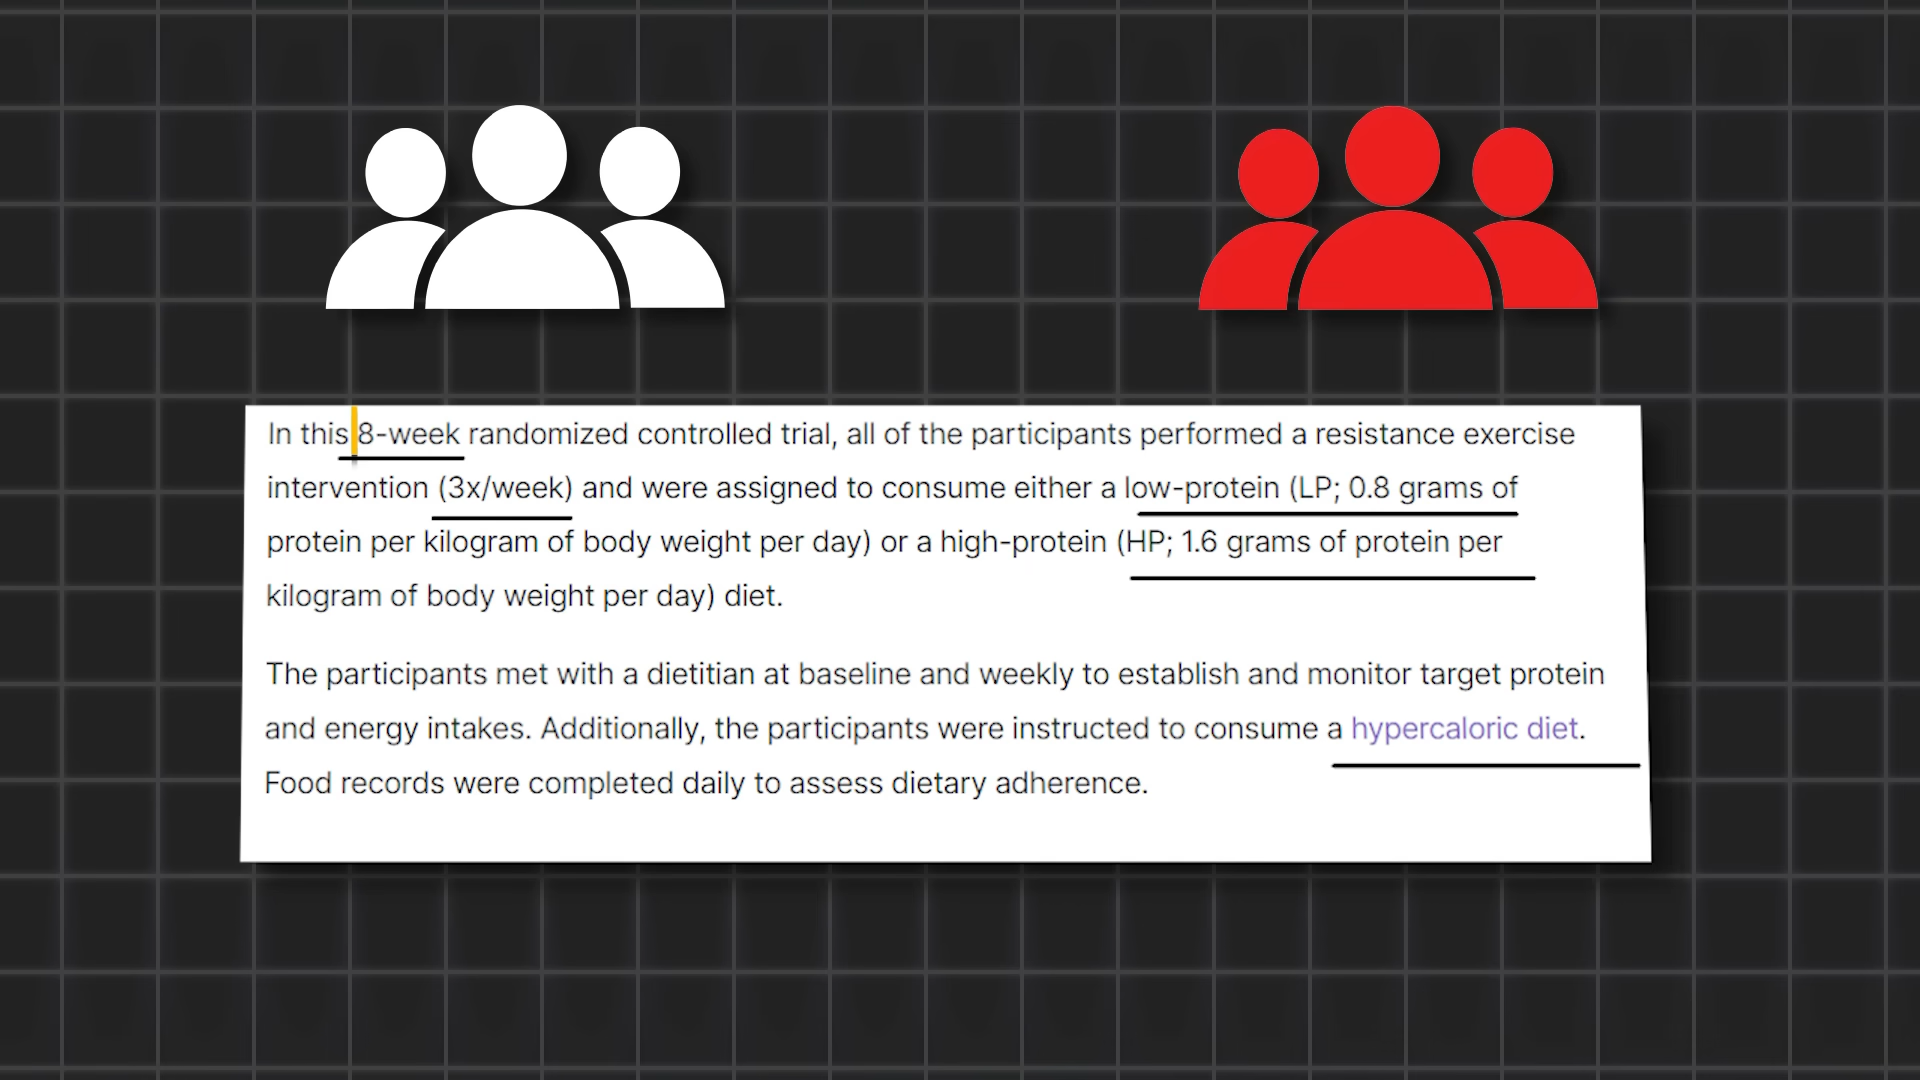 In this 8-week randomized controlled trial, all of the participants performed a resistance exercise
intervention (3x/week) and were assigned to consume either a low-protein (LP; 0.8 grams of
protein per kilogram of body weight per day) or a high-protein (HP; 1.6 grams of protein per
kilogram of body weight per day) diet.
The participants met with a dietitian at baseline and weekly to establish and monitor target protein
and energy intakes. Additionally, the participants were instructed to consume a hypercaloric diet.
Food records were completed daily to assess dietary adherence.